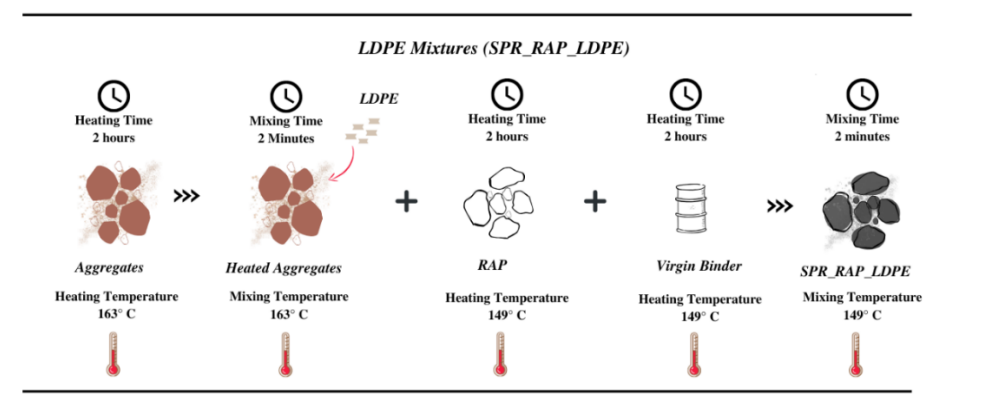 LDPE Mixtures (SPR_RAP_LDPE)
Heating Time
2 hours
Aggregates
Heating Temperature
163° C
Mixing Time
2 Minutes
LDPE
Heated Aggregates
Mixing Temperature
163° C
Heating Time
2 hours
RAP
Heating Temperature
149° C
Heating Time
2 hours
Virgin Binder
Heating Temperature
149° C
Mixing Time
2 minutes
SPR_RAP_LDPE
Mixing Temperature
149° C